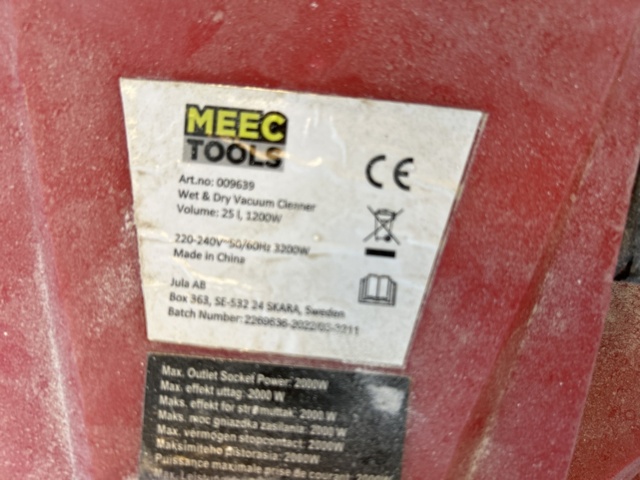 MEEC
TOOLS
CE
Art.no: 009639
Wet & Dry Vacuum Cleaner
Volume: 25 l, 1200W
220-240V~50/60Hz 3200W
Made in China
Jula AB
Box 363, SE-532 24 SKARA, Sweden
Batch Number: 2269636-2022/03-3211
Max. Outlet Socket Power: 2000W
Max. effekt uttag: 2000 W
Maks. effekt for strømuttak: 2000 W
Maks. moc gniazdka zasilania: 2000 W
Max. vermögen stopcontact: 2000W
Maksimiteho pistorasia: 2000W
Puissance maximale prise de courant: 2000W
Max.